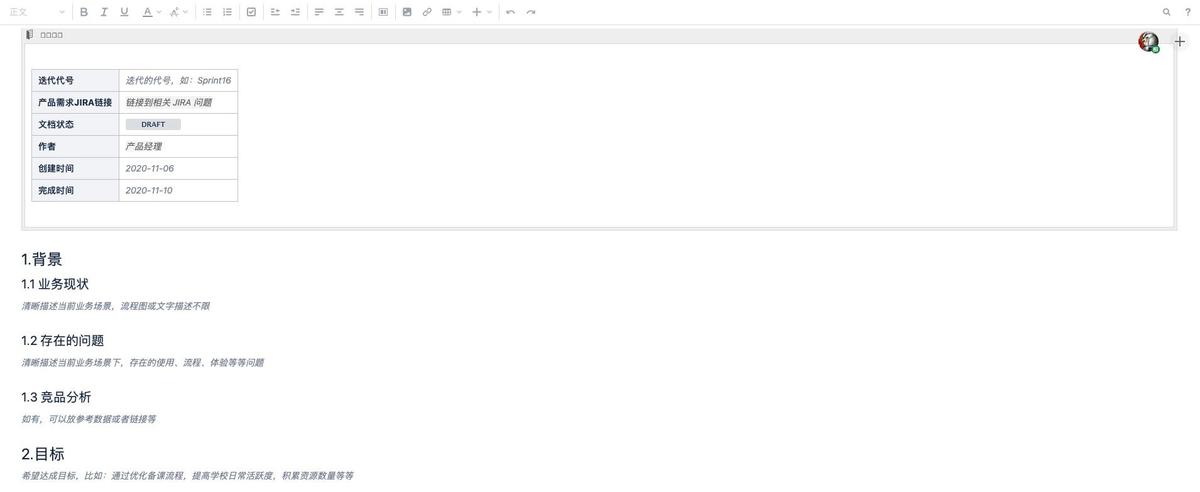 正文
迭代代号 迭代的代号，如：Sprint16
产品需求JIRA链接 链接到相关 JIRA 问题
文档状态 DRAFT
作者 产品经理
创建时间 2020-11-06
完成时间 2020-11-10
1.背景
1.1 业务现状
清晰描述当前业务场景，流程图或文字描述不限
1.2 存在的问题
清晰描述当前业务场景下，存在的使用、流程、体验等等问题
1.3 竞品分析
如有，可以放参考数据或者链接等
2.目标
希望达成目标，比如：通过优化备课流程，提高学校日常活跃度，积累资源数量等等